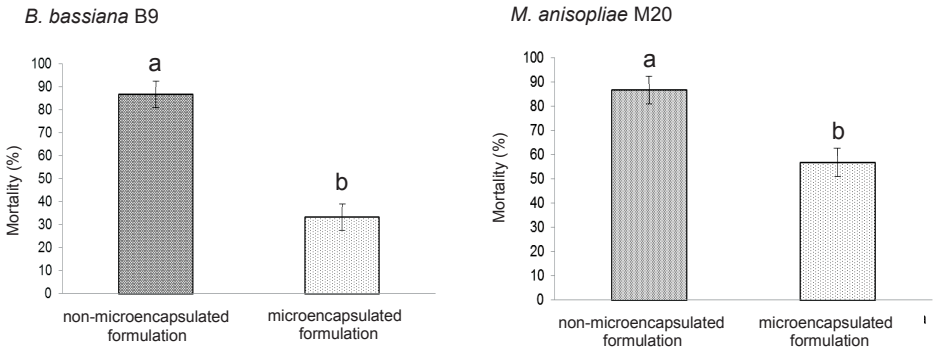 B. bassiana B9
Mortality (%)
100
90
80
70
60
50
40
30
20
10
0
a
b
non-microencapsulated
formulation
microencapsulated
formulation
M. anisopliae M20
Mortality (%)
100
90
80
70
60
50
40
30
20
10
0
a
b
non-microencapsulated
formulation
microencapsulated
formulation